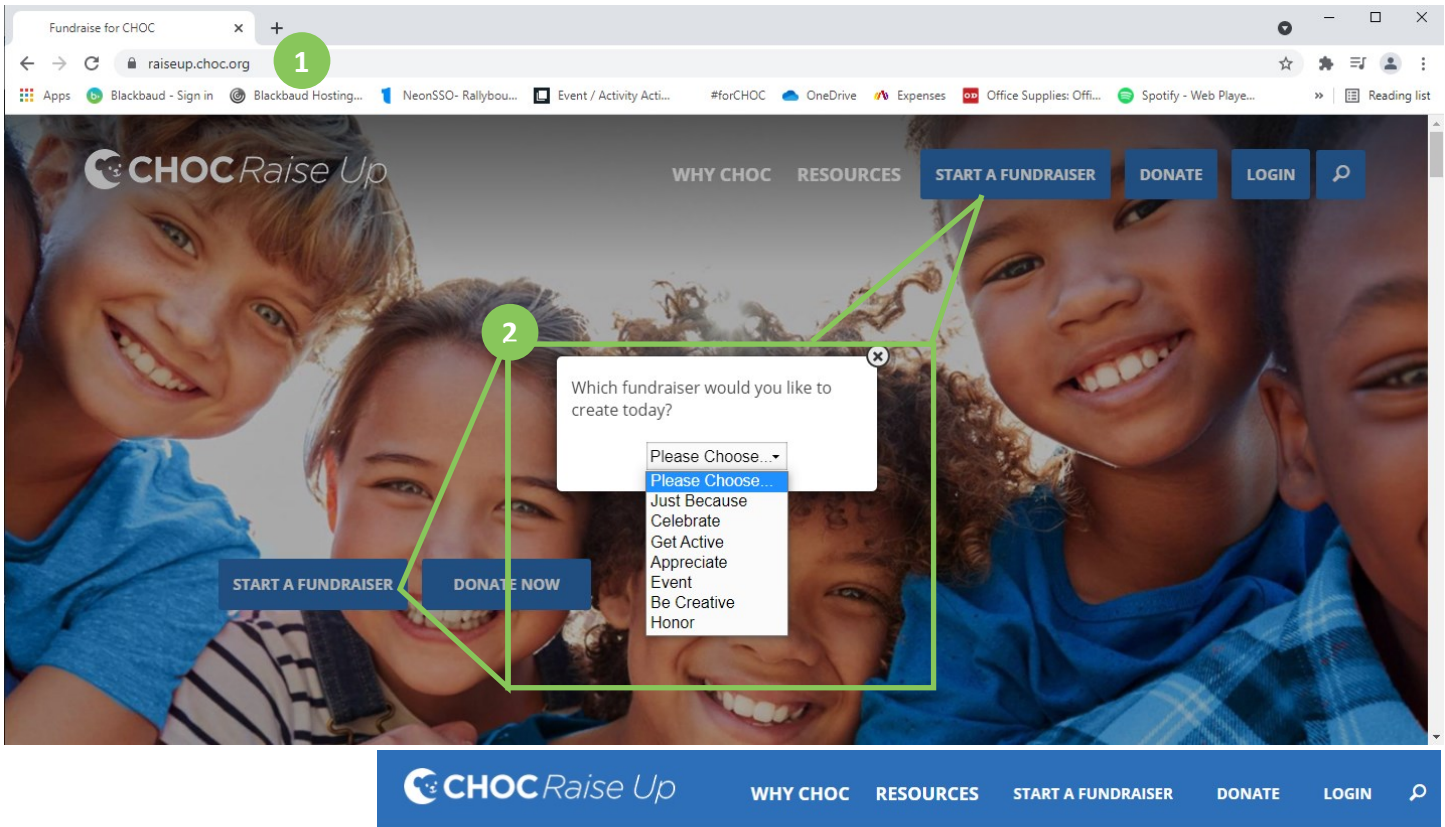 Fundraise for CHOC
raiseup.choc.org
1
Apps Blackbaud - Sign in Blackbaud Hosting... NeonSSO- Rallybou... Event / Activity Acti... #forCHOC OneDrive Expenses OD Office Supplies: Offi... Spotify - Web Playe... » Reading list
CHOC Raise Up WHY CHOC RESOURCES START A FUNDRAISER DONATE LOGIN
2
Which fundraiser would you like to
create today?
Please Choose...
Please Choose...
Just Because
Celebrate
Get Active
Appreciate
Event
Be Creative
Honor
START A FUNDRAISER DONATE NOW
CHOC Raise Up WHY CHOC RESOURCES START A FUNDRAISER DONATE LOGIN